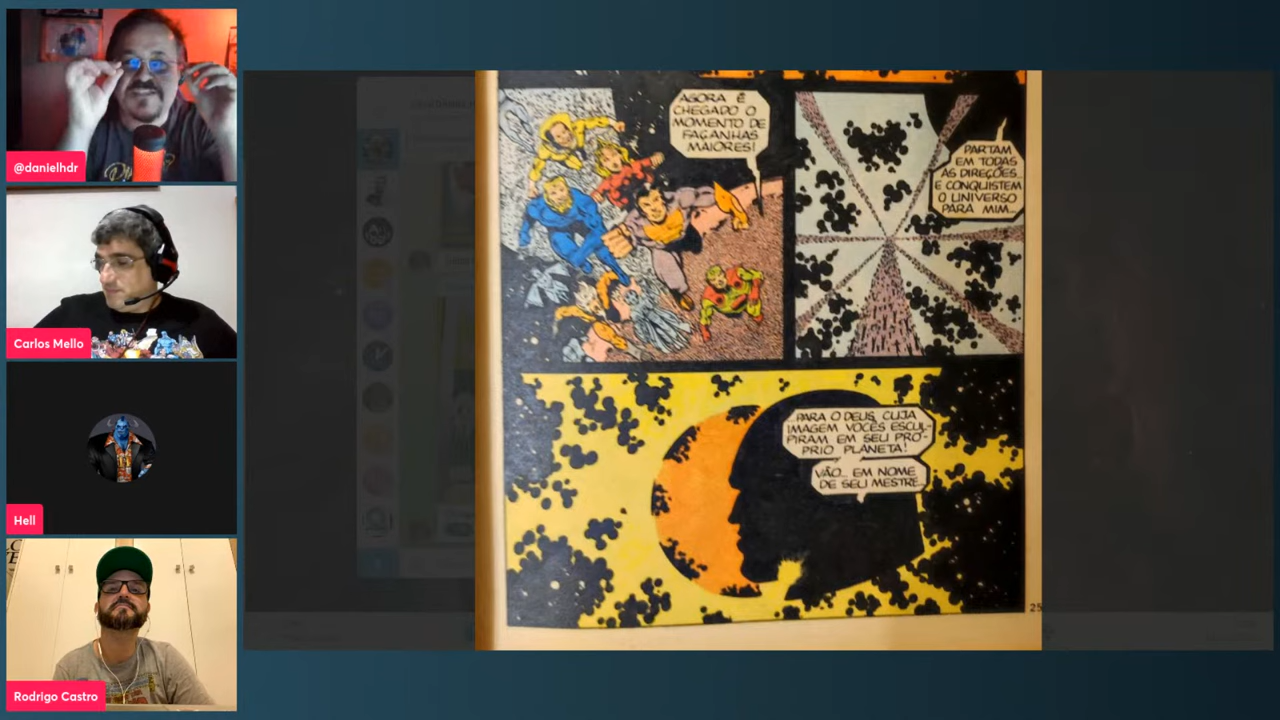 @danielhdr
Carlos Mello
Hell
Rodrigo Castro
AGORA É
CHEGADO O
MOMENTO DE
FAÇANHAS
MAIORES!
PARTAM
EM TODAS
AS DIREÇÕES...
E CONQUISTEM
O UNIVERSO
PARA MIM...
PARA O DEUS CUJA
IMAGEM VOCÊS ESCUL-
PIRAM EM SEU PRÓ-
PRIO PLANETA!
VÃO... EM NOME
DE SEU MESTRE...
25